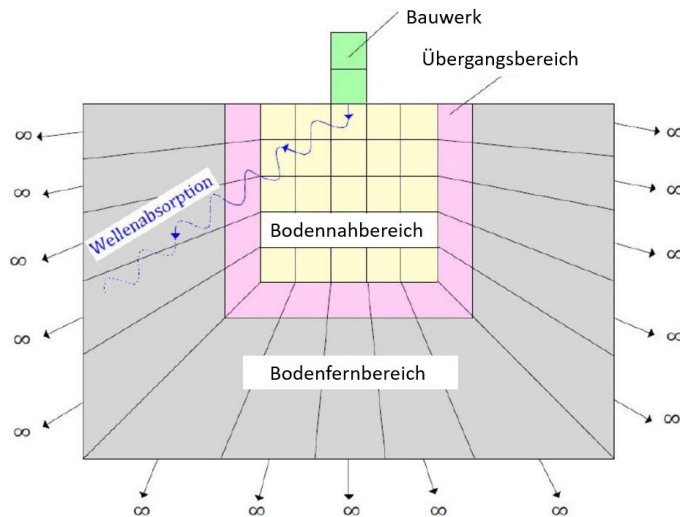 Bauwerk
Übergangsbereich
∞ ∞
∞ ∞
Wellenabsorption
Bodennahbereich
∞ ∞
∞ ∞
Bodenfernbereich
∞ ∞
∞ ∞ ∞ ∞ ∞